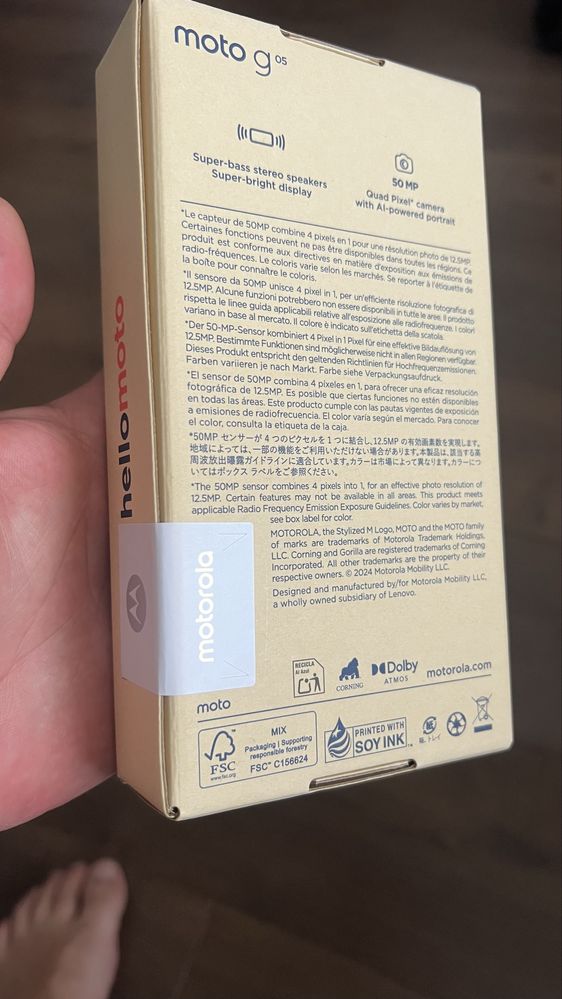 moto g05
Super-bass stereo speakers
Super-bright display
50 MP
Quad Pixel* camera
with AI-powered portrait
*Le capteur de 50MP combine 4 pixels en 1 pour une résolution photo de 12.5MP.
Certaines fonctions peuvent ne pas être disponibles dans toutes les régions. Ce
produit est conforme aux directives en matière d'exposition aux émissions de
radio-fréquences. Le coloris varie selon les marchés. Se reporter à l'étiquette de
la boîte pour connaître le coloris.
*Il sensore da 50MP unisce 4 pixel in 1, per un'efficiente risoluzione fotografica di
12.5MP. Alcune funzioni potrebbero non essere disponibili in tutte le aree. Il prodotto
rispetta le linee guida applicabili relative all'esposizione alle radiofrequenze. I colori
variano in base al mercato. Il colore è indicato sull'etichetta della scatola.
*Der 50-MP-Sensor kombiniert 4 Pixel in 1 Pixel für eine effektive Bildauflösung von
12.5MP. Bestimmte Funktionen sind möglicherweise nicht in allen Regionen verfügbar.
Dieses Produkt entspricht den geltenden Richtlinien für Hochfrequenzemissionen.
Farben variieren je nach Markt. Farbe siehe Verpackungsaufdruck.
*El sensor de 50MP combina 4 píxeles en 1, para ofrecer una eficaz resolución
fotográfica de 12.5MP. Es posible que ciertas funciones no estén disponibles
en todas las áreas. Este producto cumple con las pautas vigentes de exposición
a emisiones de radiofrecuencia. El color varía según el mercado. Para conocer
el color, consulta la etiqueta de la caja.
*50MP センサーが 4 つのピクセルを 1 つに結合し、12.5MP の有効画素数を実現します。
地域によっては、一部の機能をご利用いただけない場合があります。本製品は、該当する高
周波放出曝露ガイドラインに適合しています。カラーは市場によって異なります。カラーにつ
いてはボックス ラベルをご参照ください。
*The 50MP sensor combines 4 pixels into 1, for an effective photo resolution of
12.5MP. Certain features may not be available in all areas. This product meets
applicable Radio Frequency Emission Exposure Guidelines. Color varies by market,
see box label for color.
MOTOROLA, the Stylized M Logo, MOTO and the MOTO family
of marks are trademarks of Motorola Trademark Holdings,
LLC. Corning and Gorilla are registered trademarks of Corning
Incorporated. All other trademarks are the property of their
respective owners. © 2024 Motorola Mobility LLC.
Designed and manufactured by/for Motorola Mobility LLC,
a wholly owned subsidiary of Lenovo.
hellomoto
motorola
RECICLA
Al Azul
CORNING
Dolby
ATMOS
motorola.com
moto
FSC™
www.fsc.org
MIX
Packaging | Supporting
responsible forestry
FSC™ C156624
PRINTED WITH
SOY INK™
箱、トレイ